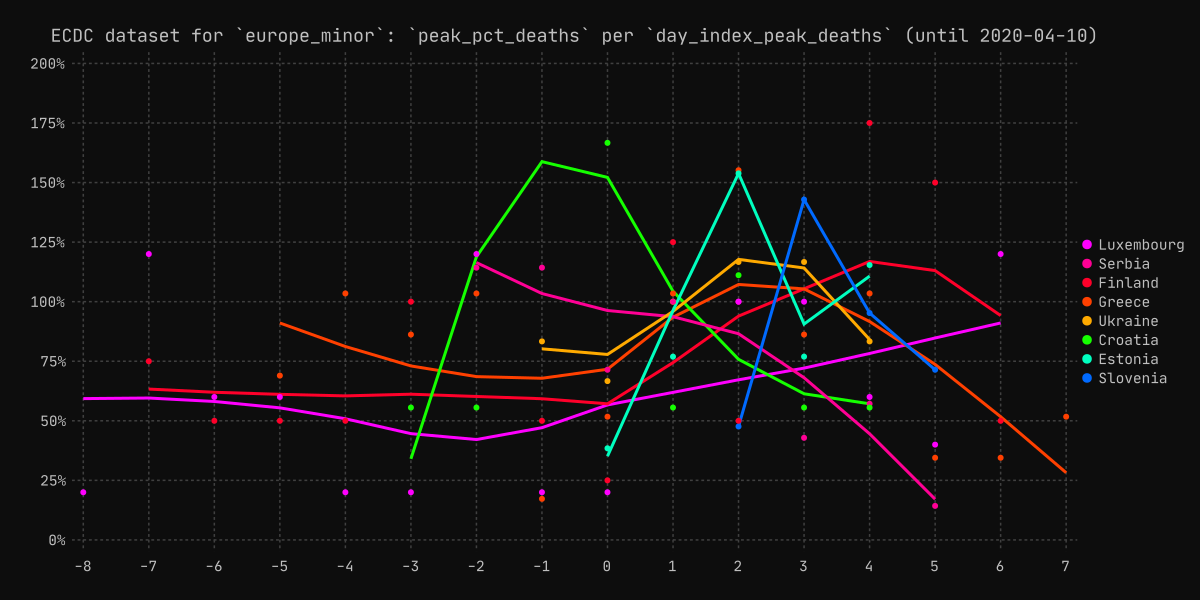 ECDC dataset for `europe_minor`: `peak_pct_deaths` per `day_index_peak_deaths` (until 2020-04-10)
200%
175%
150%
125%
100%
75%
50%
25%
0%
-8 -7 -6 -5 -4 -3 -2 -1 0 1 2 3 4 5 6 7
Luxembourg
Serbia
Finland
Greece
Ukraine
Croatia
Estonia
Slovenia